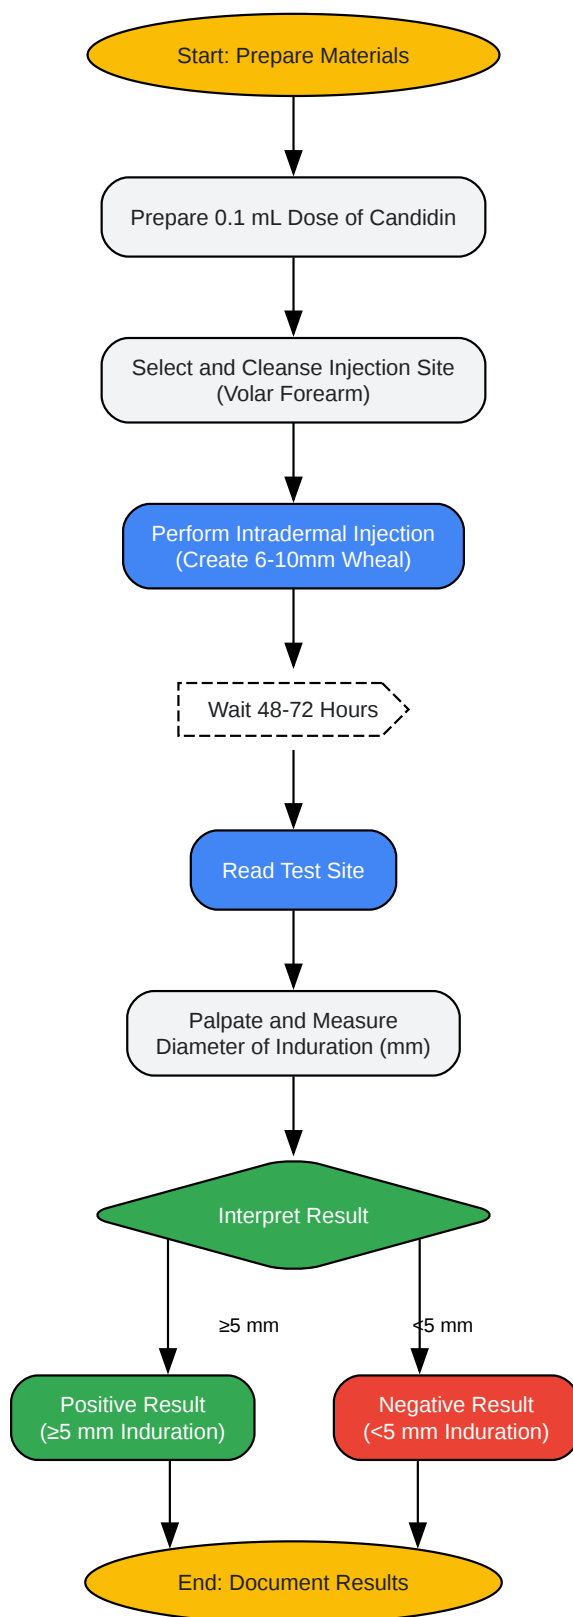 Start: Prepare Materials
Prepare 0.1 mL Dose of Candidin
Select and Cleanse Injection Site
(Volar Forearm)
Perform Intradermal Injection
(Create 6-10mm Wheal)
Wait 48-72 Hours
Read Test Site
Palpate and Measure
Diameter of Induration (mm)
Interpret Result
≥5 mm
<5 mm
Positive Result
(≥5 mm Induration)
Negative Result
(<5 mm Induration)
End: Document Results